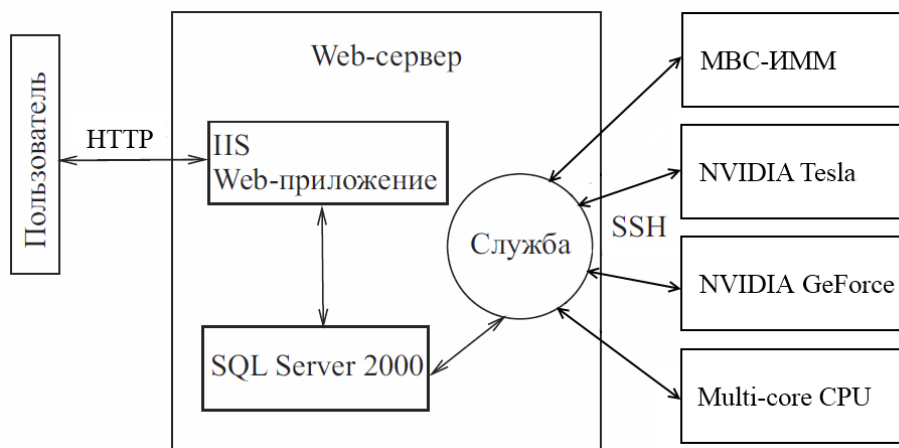 Пользователь
HTTP
Web-сервер
IIS
Web-приложение
SQL Server 2000
Служба
SSH
МВС-ИММ
NVIDIA Tesla
NVIDIA GeForce
Multi-core CPU